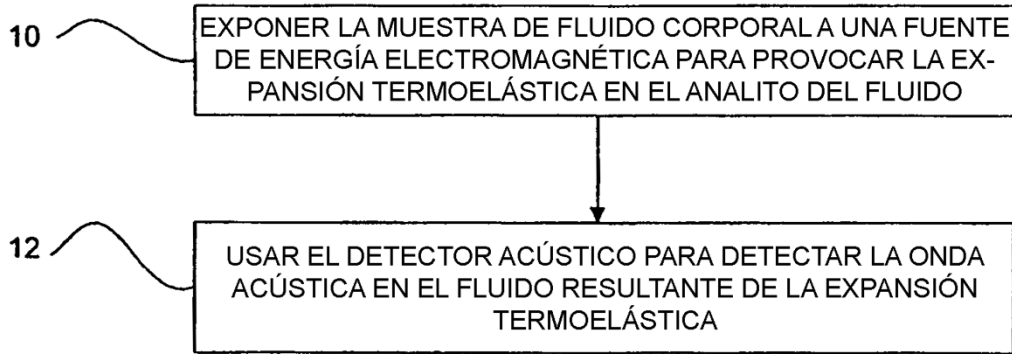 10
EXPONER LA MUESTRA DE FLUIDO CORPORAL A UNA FUENTE
DE ENERGÍA ELECTROMAGNÉTICA PARA PROVOCAR LA EX-
PANSIÓN TERMOELÁSTICA EN EL ANALITO DEL FLUIDO
12
USAR EL DETECTOR ACÚSTICO PARA DETECTAR LA ONDA
ACÚSTICA EN EL FLUIDO RESULTANTE DE LA EXPANSIÓN
TERMOELÁSTICA